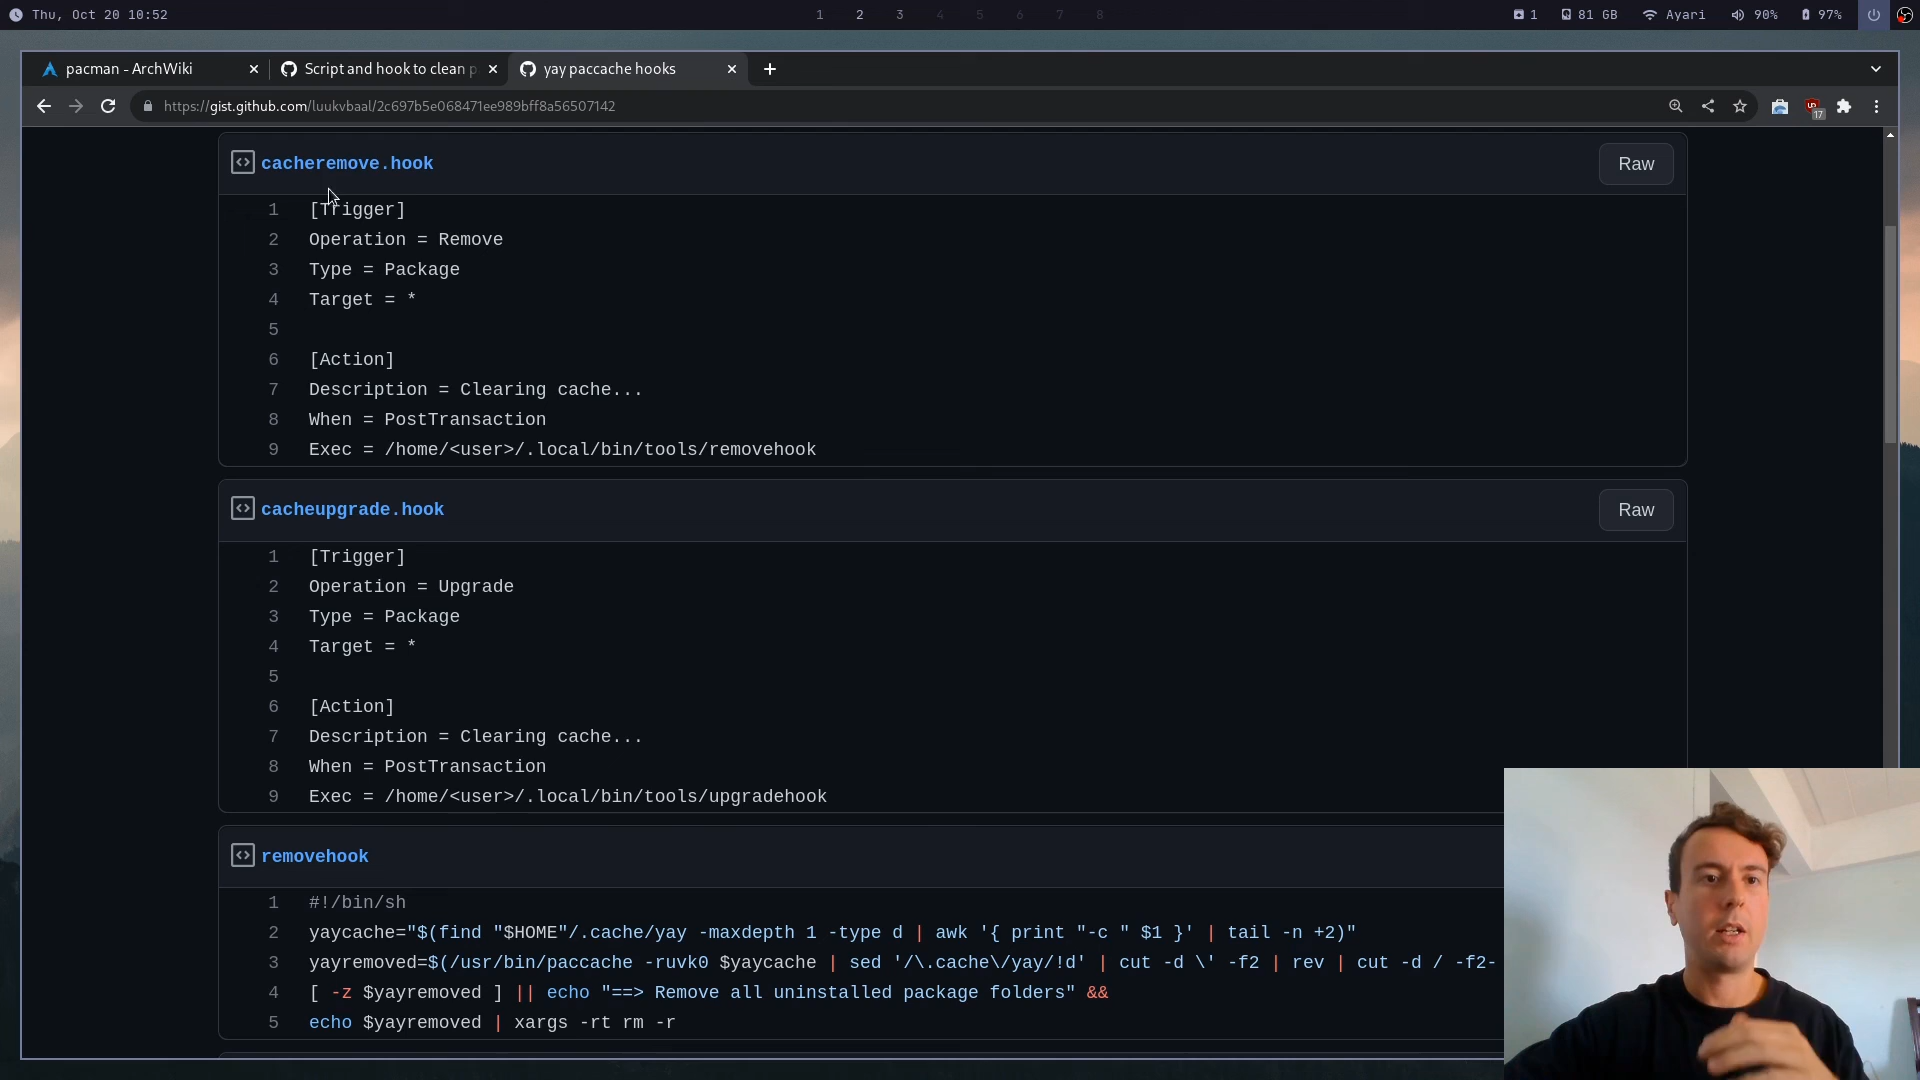 Thu, Oct 20 10:52 1 2 3 4 5 6 7 8 1 81 GB Ayari 90% 97%
pacman - ArchWiki Script and hook to clean p yay paccache hooks
https://gist.github.com/luukvbaal/2c697b5e068471ee989bff8a56507142 17
cacheremove.hook Raw
1 [Trigger]
2 Operation = Remove
3 Type = Package
4 Target = *
5
6 [Action]
7 Description = Clearing cache...
8 When = PostTransaction
9 Exec = /home/<user>/.local/bin/tools/removehook
cacheupgrade.hook Raw
1 [Trigger]
2 Operation = Upgrade
3 Type = Package
4 Target = *
5
6 [Action]
7 Description = Clearing cache...
8 When = PostTransaction
9 Exec = /home/<user>/.local/bin/tools/upgradehook
removehook
1 #!/bin/sh
2 yaycache="$(find "$HOME"/.cache/yay -maxdepth 1 -type d | awk '{ print "-c " $1 }' | tail -n +2)"
3 yayremoved=$(/usr/bin/paccache -ruvk0 $yaycache | sed '/\.cache\/yay/!d' | cut -d \' -f2 | rev | cut -d / -f2-
4 [ -z $yayremoved ] || echo "==> Remove all uninstalled package folders" &&
5 echo $yayremoved | xargs -rt rm -r